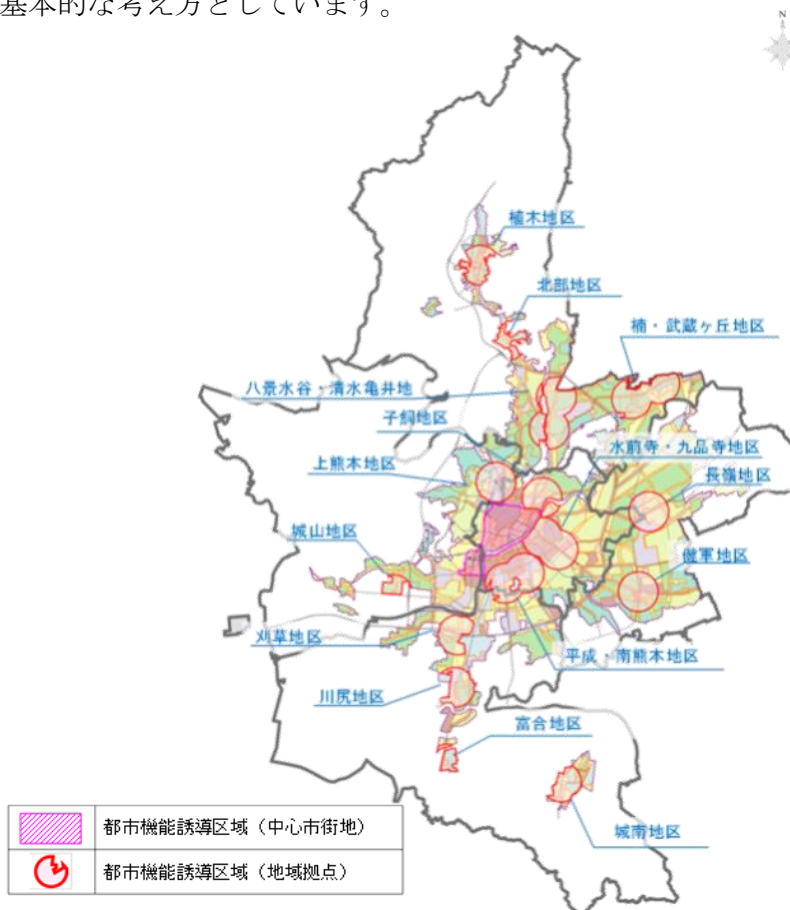 基本的な考え方としています。
N
植木地区
北部地区
楠・武蔵ヶ丘地区
八景水谷・清水亀井地
子飼地区
水前寺・九品寺地区
上熊本地区
長嶺地区
城山地区
健軍地区
刈草地区
平成・南熊本地区
川尻地区
富合地区
城南地区
都市機能誘導区域（中心市街地）
都市機能誘導区域（地域拠点）